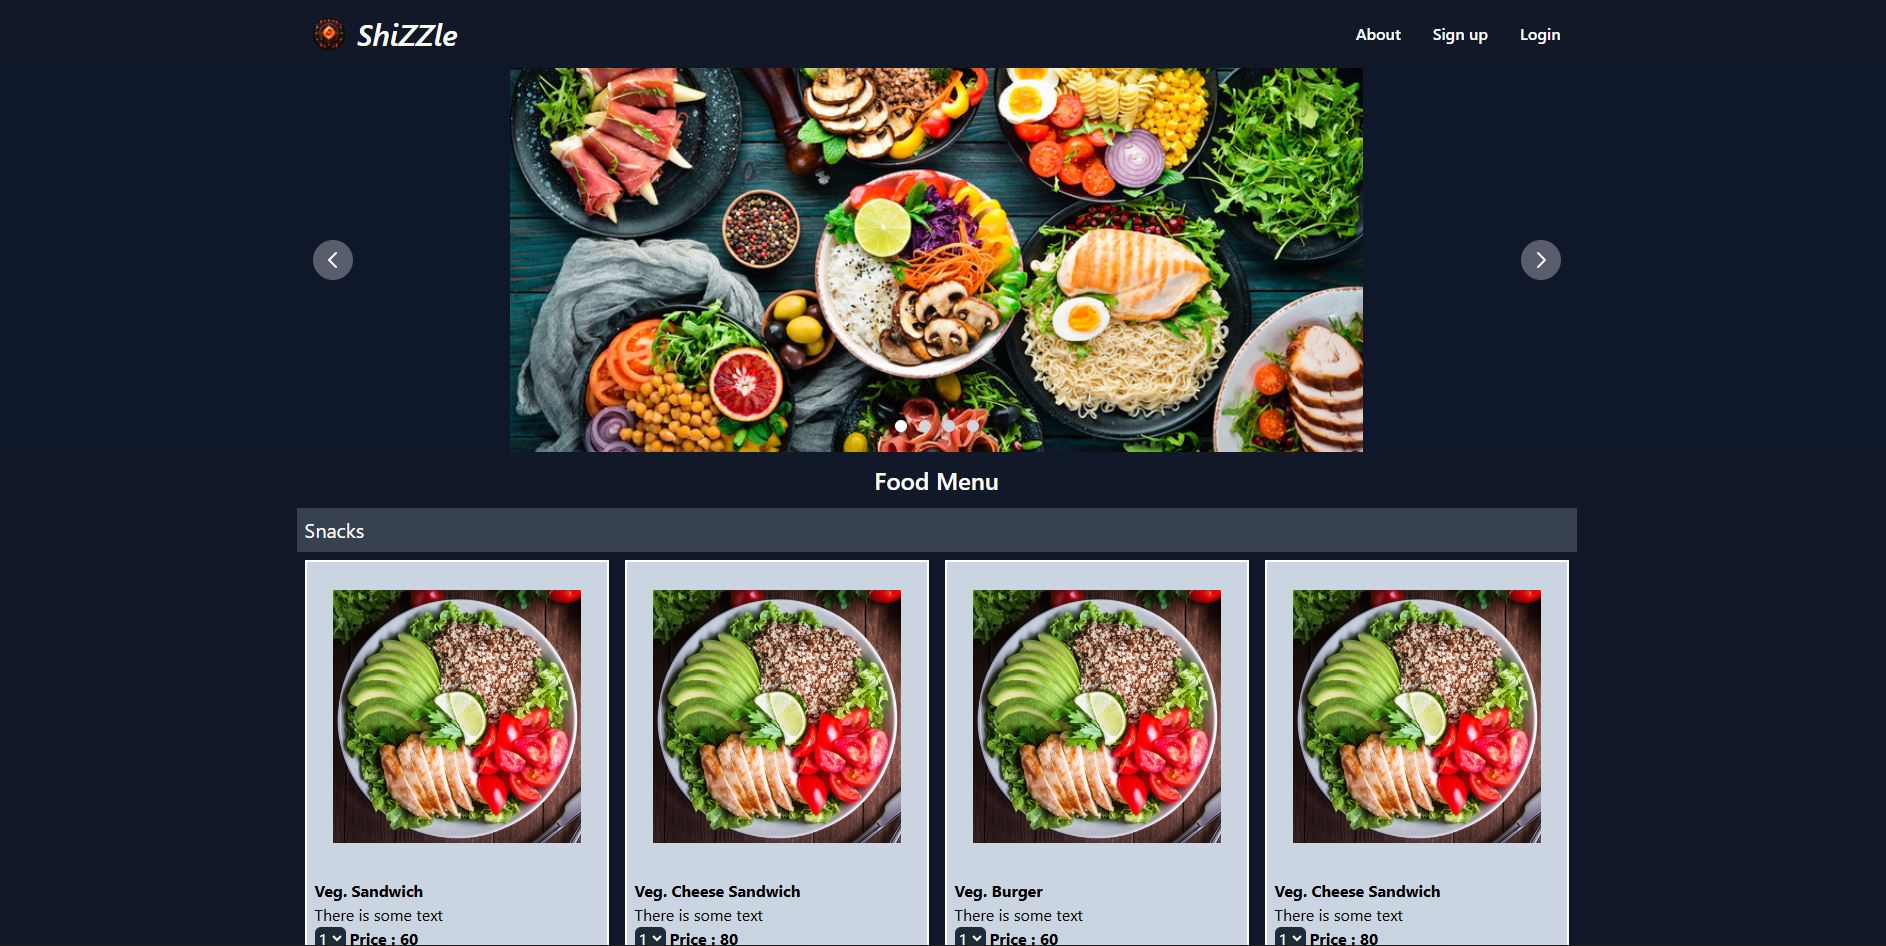 ShiZZle
About Sign up Login
Food Menu
Snacks
Veg. Sandwich
There is some text
1 Price : 60
Veg. Cheese Sandwich
There is some text
1 Price : 80
Veg. Burger
There is some text
1 Price : 60
Veg. Cheese Sandwich
There is some text
1 Price : 80